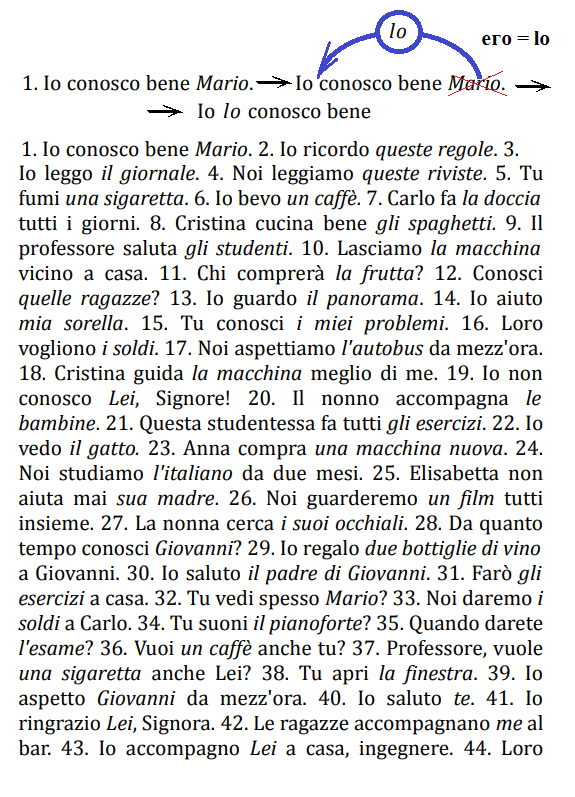 lo
его = lo
1. Io conosco bene Mario. Io conosco bene Mario.
Io lo conosco bene
1. Io conosco bene Mario. 2. Io ricordo queste regole. 3.
Io leggo il giornale. 4. Noi leggiamo queste riviste. 5. Tu
fumi una sigaretta. 6. Io bevo un caffè. 7. Carlo fa la doccia
tutti i giorni. 8. Cristina cucina bene gli spaghetti. 9. Il
professore saluta gli studenti. 10. Lasciamo la macchina
vicino a casa. 11. Chi comprerà la frutta? 12. Conosci
quelle ragazze? 13. Io guardo il panorama. 14. Io aiuto
mia sorella. 15. Tu conosci i miei problemi. 16. Loro
vogliono i soldi. 17. Noi aspettiamo l'autobus da mezz'ora.
18. Cristina guida la macchina meglio di me. 19. Io non
conosco Lei, Signore! 20. Il nonno accompagna le
bambine. 21. Questa studentessa fa tutti gli esercizi. 22. Io
vedo il gatto. 23. Anna compra una macchina nuova. 24.
Noi studiamo l'italiano da due mesi. 25. Elisabetta non
aiuta mai sua madre. 26. Noi guarderemo un film tutti
insieme. 27. La nonna cerca i suoi occhiali. 28. Da quanto
tempo conosci Giovanni? 29. Io regalo due bottiglie di vino
a Giovanni. 30. Io saluto il padre di Giovanni. 31. Farò gli
esercizi a casa. 32. Tu vedi spesso Mario? 33. Noi daremo i
soldi a Carlo. 34. Tu suoni il pianoforte? 35. Quando darete
l'esame? 36. Vuoi un caffè anche tu? 37. Professore, vuole
una sigaretta anche Lei? 38. Tu apri la finestra. 39. Io
aspetto Giovanni da mezz'ora. 40. Io saluto te. 41. Io
ringrazio Lei, Signora. 42. Le ragazze accompagnano me al
bar. 43. Io accompagno Lei a casa, ingegnere. 44. Loro